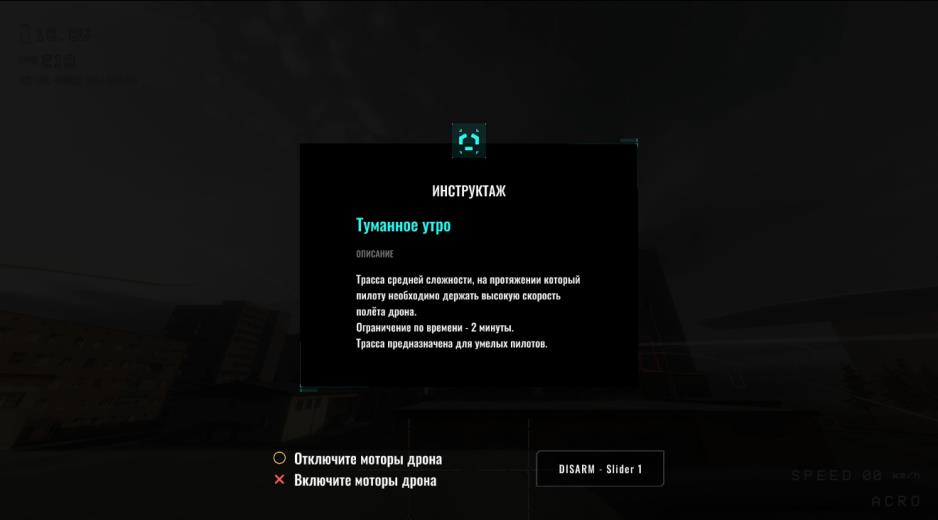 ИНСТРУКТАЖ
Туманное утро
ОПИСАНИЕ
Трасса средней сложности, на протяжении который
пилоту необходимо держать высокую скорость
полёта дрона.
Ограничение по времени - 2 минуты.
Трасса предназначена для умелых пилотов.
Отключите моторы дрона
Включите моторы дрона
DISARM - Slider 1
SPEED 00 км/ч
ACRO